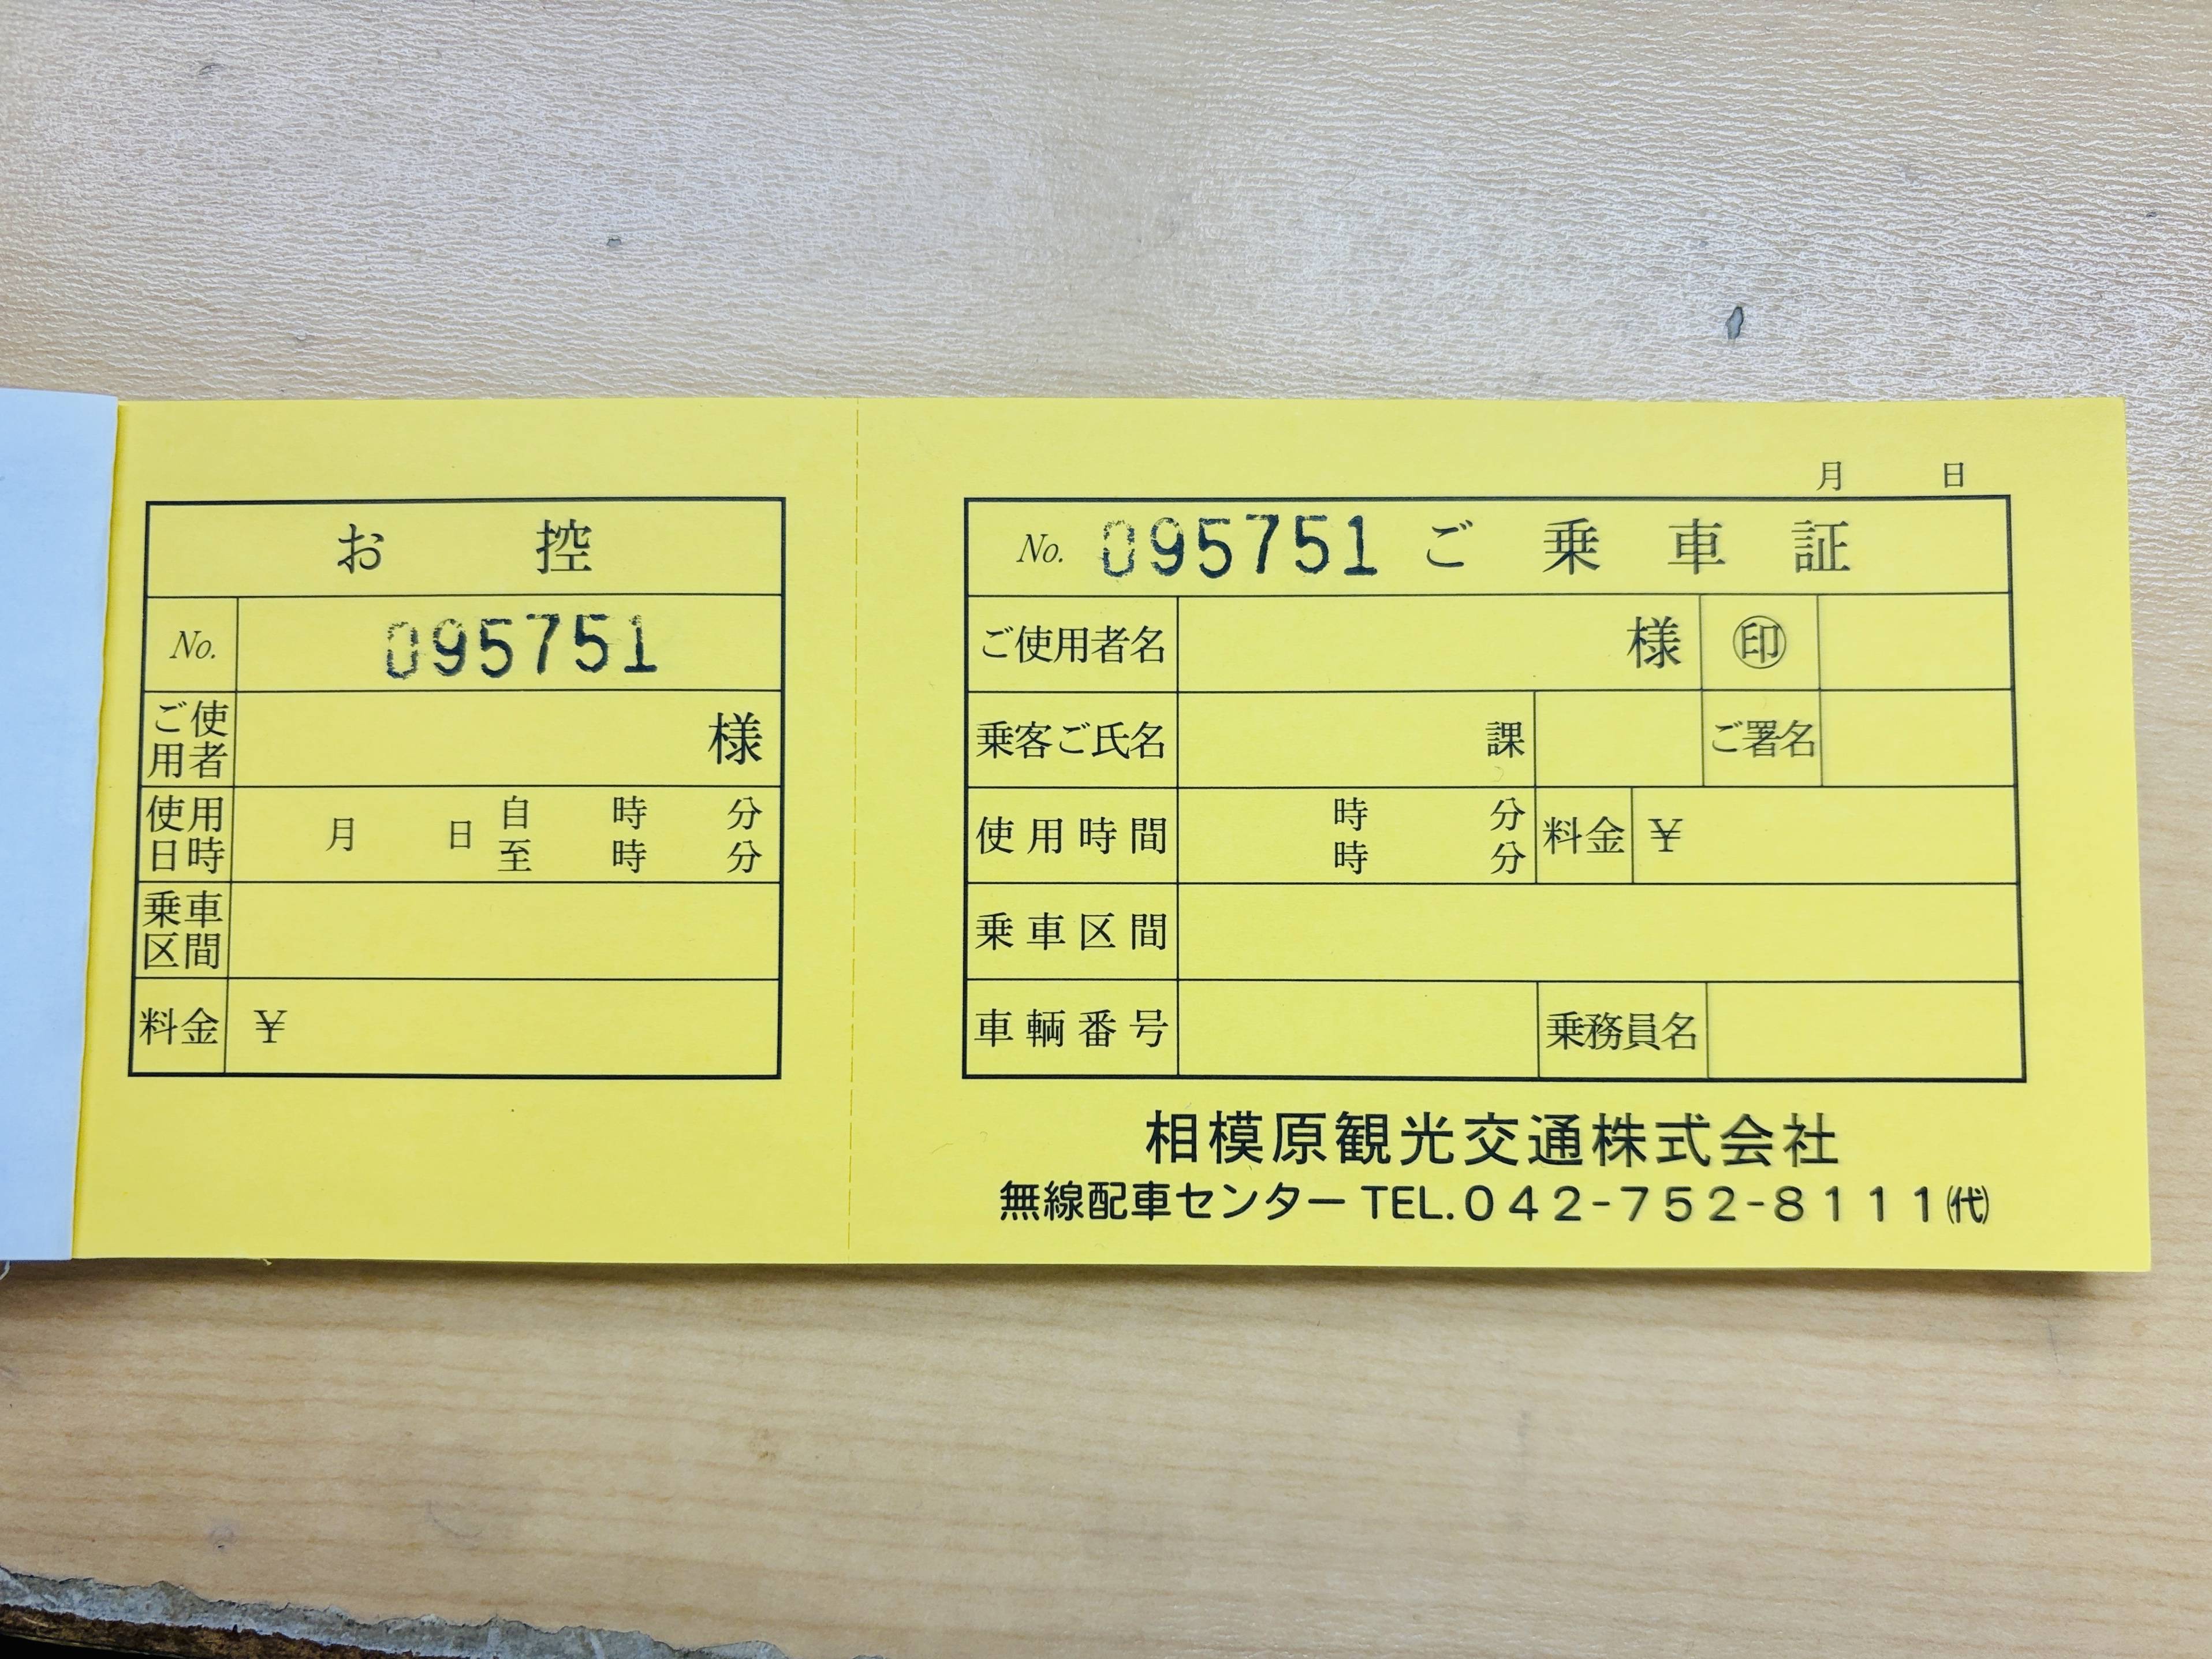 お 控
No. 095751
ご使用者 様
使用日時 月 日 自 時 分
至 時 分
乗車区間
料金 ￥
月 日
No. 095751 ご 乗 車 証
ご使用者名 様 ㊞
乗客ご氏名 課 ご署名
使用時間 時 分 料金 ￥
時 分
乗車区間
車輌番号 乗務員名
相模原観光交通株式会社
無線配車センター TEL.042-752-8111㈹